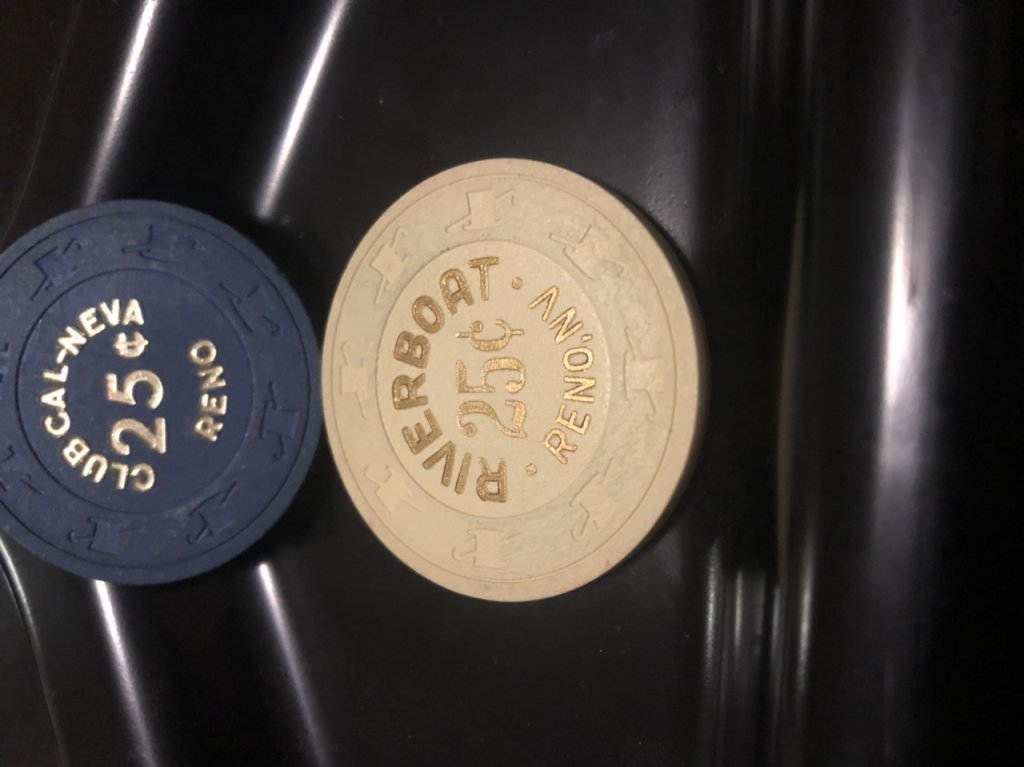 CLUB CAL-NEVA
25¢
RENO
RIVERBOAT
25¢
RENO,NV